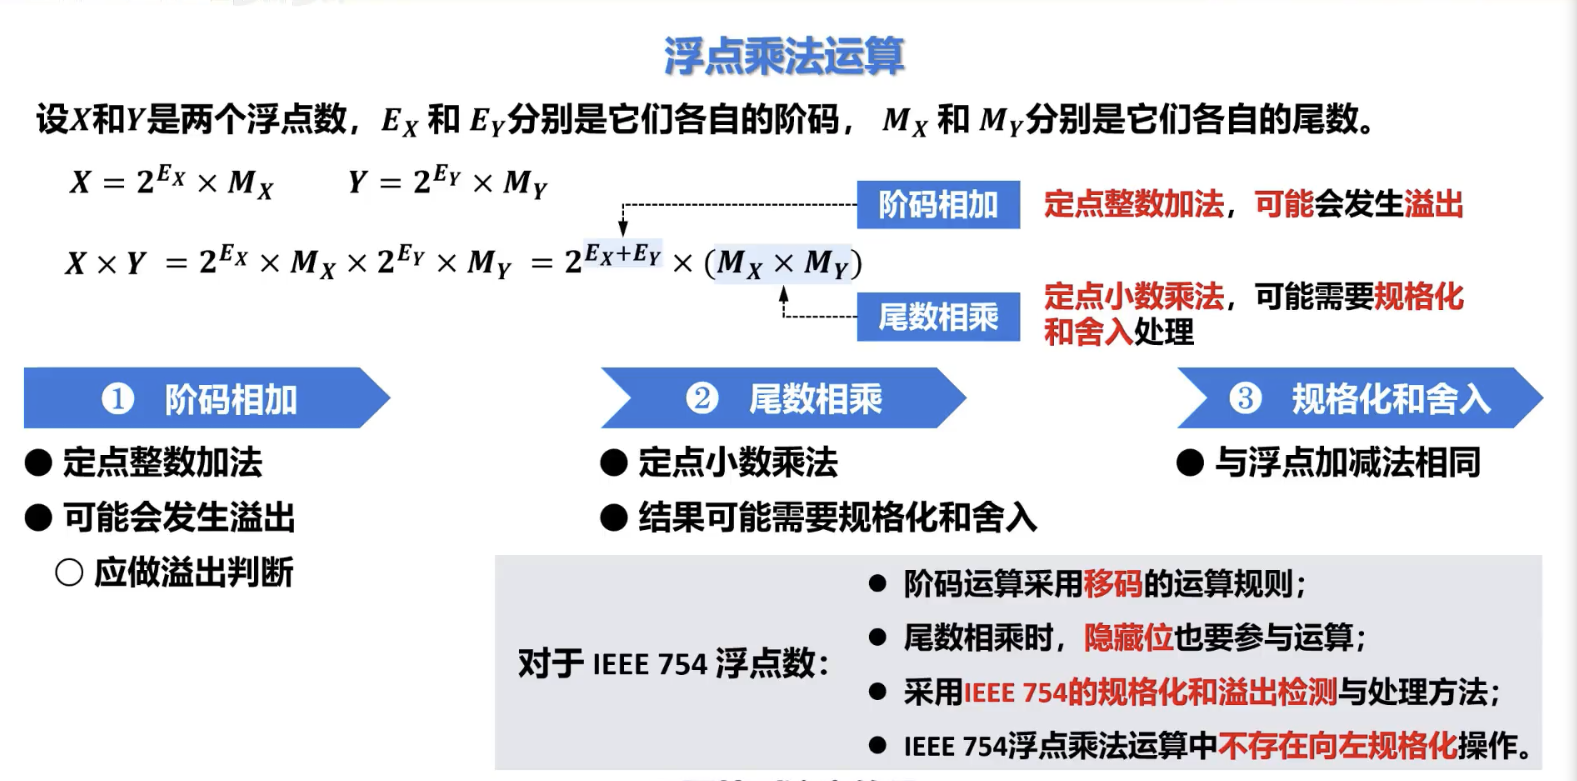 浮点乘法运算
设X和Y是两个浮点数，E_X 和 E_Y分别是它们各自的阶码， M_X 和 M_Y分别是它们各自的尾数。
X = 2^{E_X} × M_X Y = 2^{E_Y} × M_Y
阶码相加 定点整数加法，可能会发生溢出
X × Y = 2^{E_X} × M_X × 2^{E_Y} × M_Y = 2^{E_X+E_Y} × (M_X × M_Y)
尾数相乘 定点小数乘法，可能需要规格化
和舍入处理
❶ 阶码相加
● 定点整数加法
● 可能会发生溢出
○ 应做溢出判断
❷ 尾数相乘
● 定点小数乘法
● 结果可能需要规格化和舍入
❸ 规格化和舍入
● 与浮点加减法相同
对于 IEEE 754 浮点数：
● 阶码运算采用移码的运算规则；
● 尾数相乘时，隐藏位也要参与运算；
● 采用IEEE 754的规格化和溢出检测与处理方法；
● IEEE 754浮点乘法运算中不存在向左规格化操作。